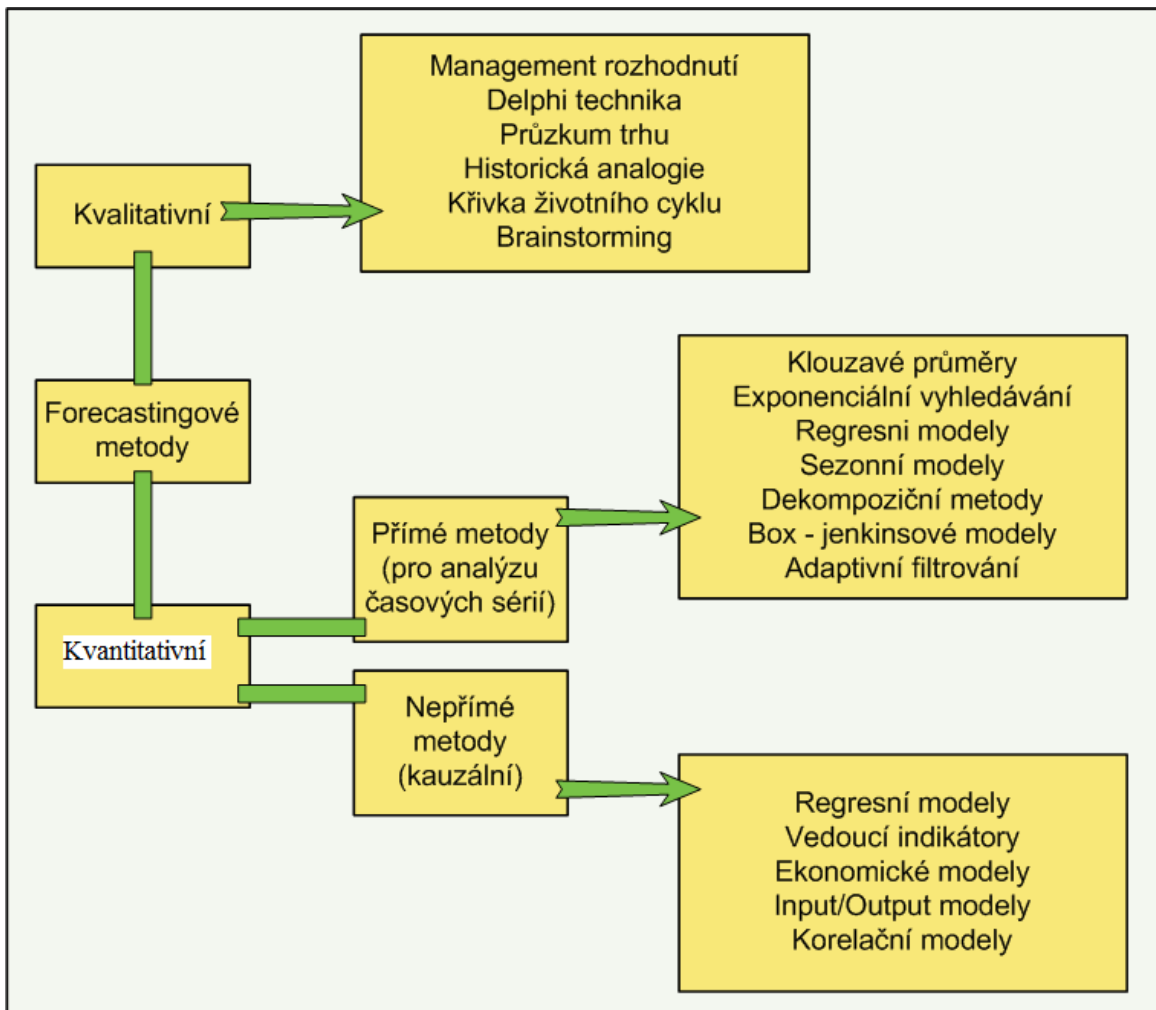 Management rozhodnutí
Delphi technika
Průzkum trhu
Historická analogie
Křivka životního cyklu
Brainstorming
Kvalitativní
Forecastingové
metody
Kvantitativní
Přímé metody
(pro analýzu
časových sérií)
Klouzavé průměry
Exponenciální vyhledávání
Regresni modely
Sezonní modely
Dekompoziční metody
Box - jenkinsové modely
Adaptivní filtrování
Nepřímé
metody
(kauzální)
Regresní modely
Vedoucí indikátory
Ekonomické modely
Input/Output modely
Korelační modely